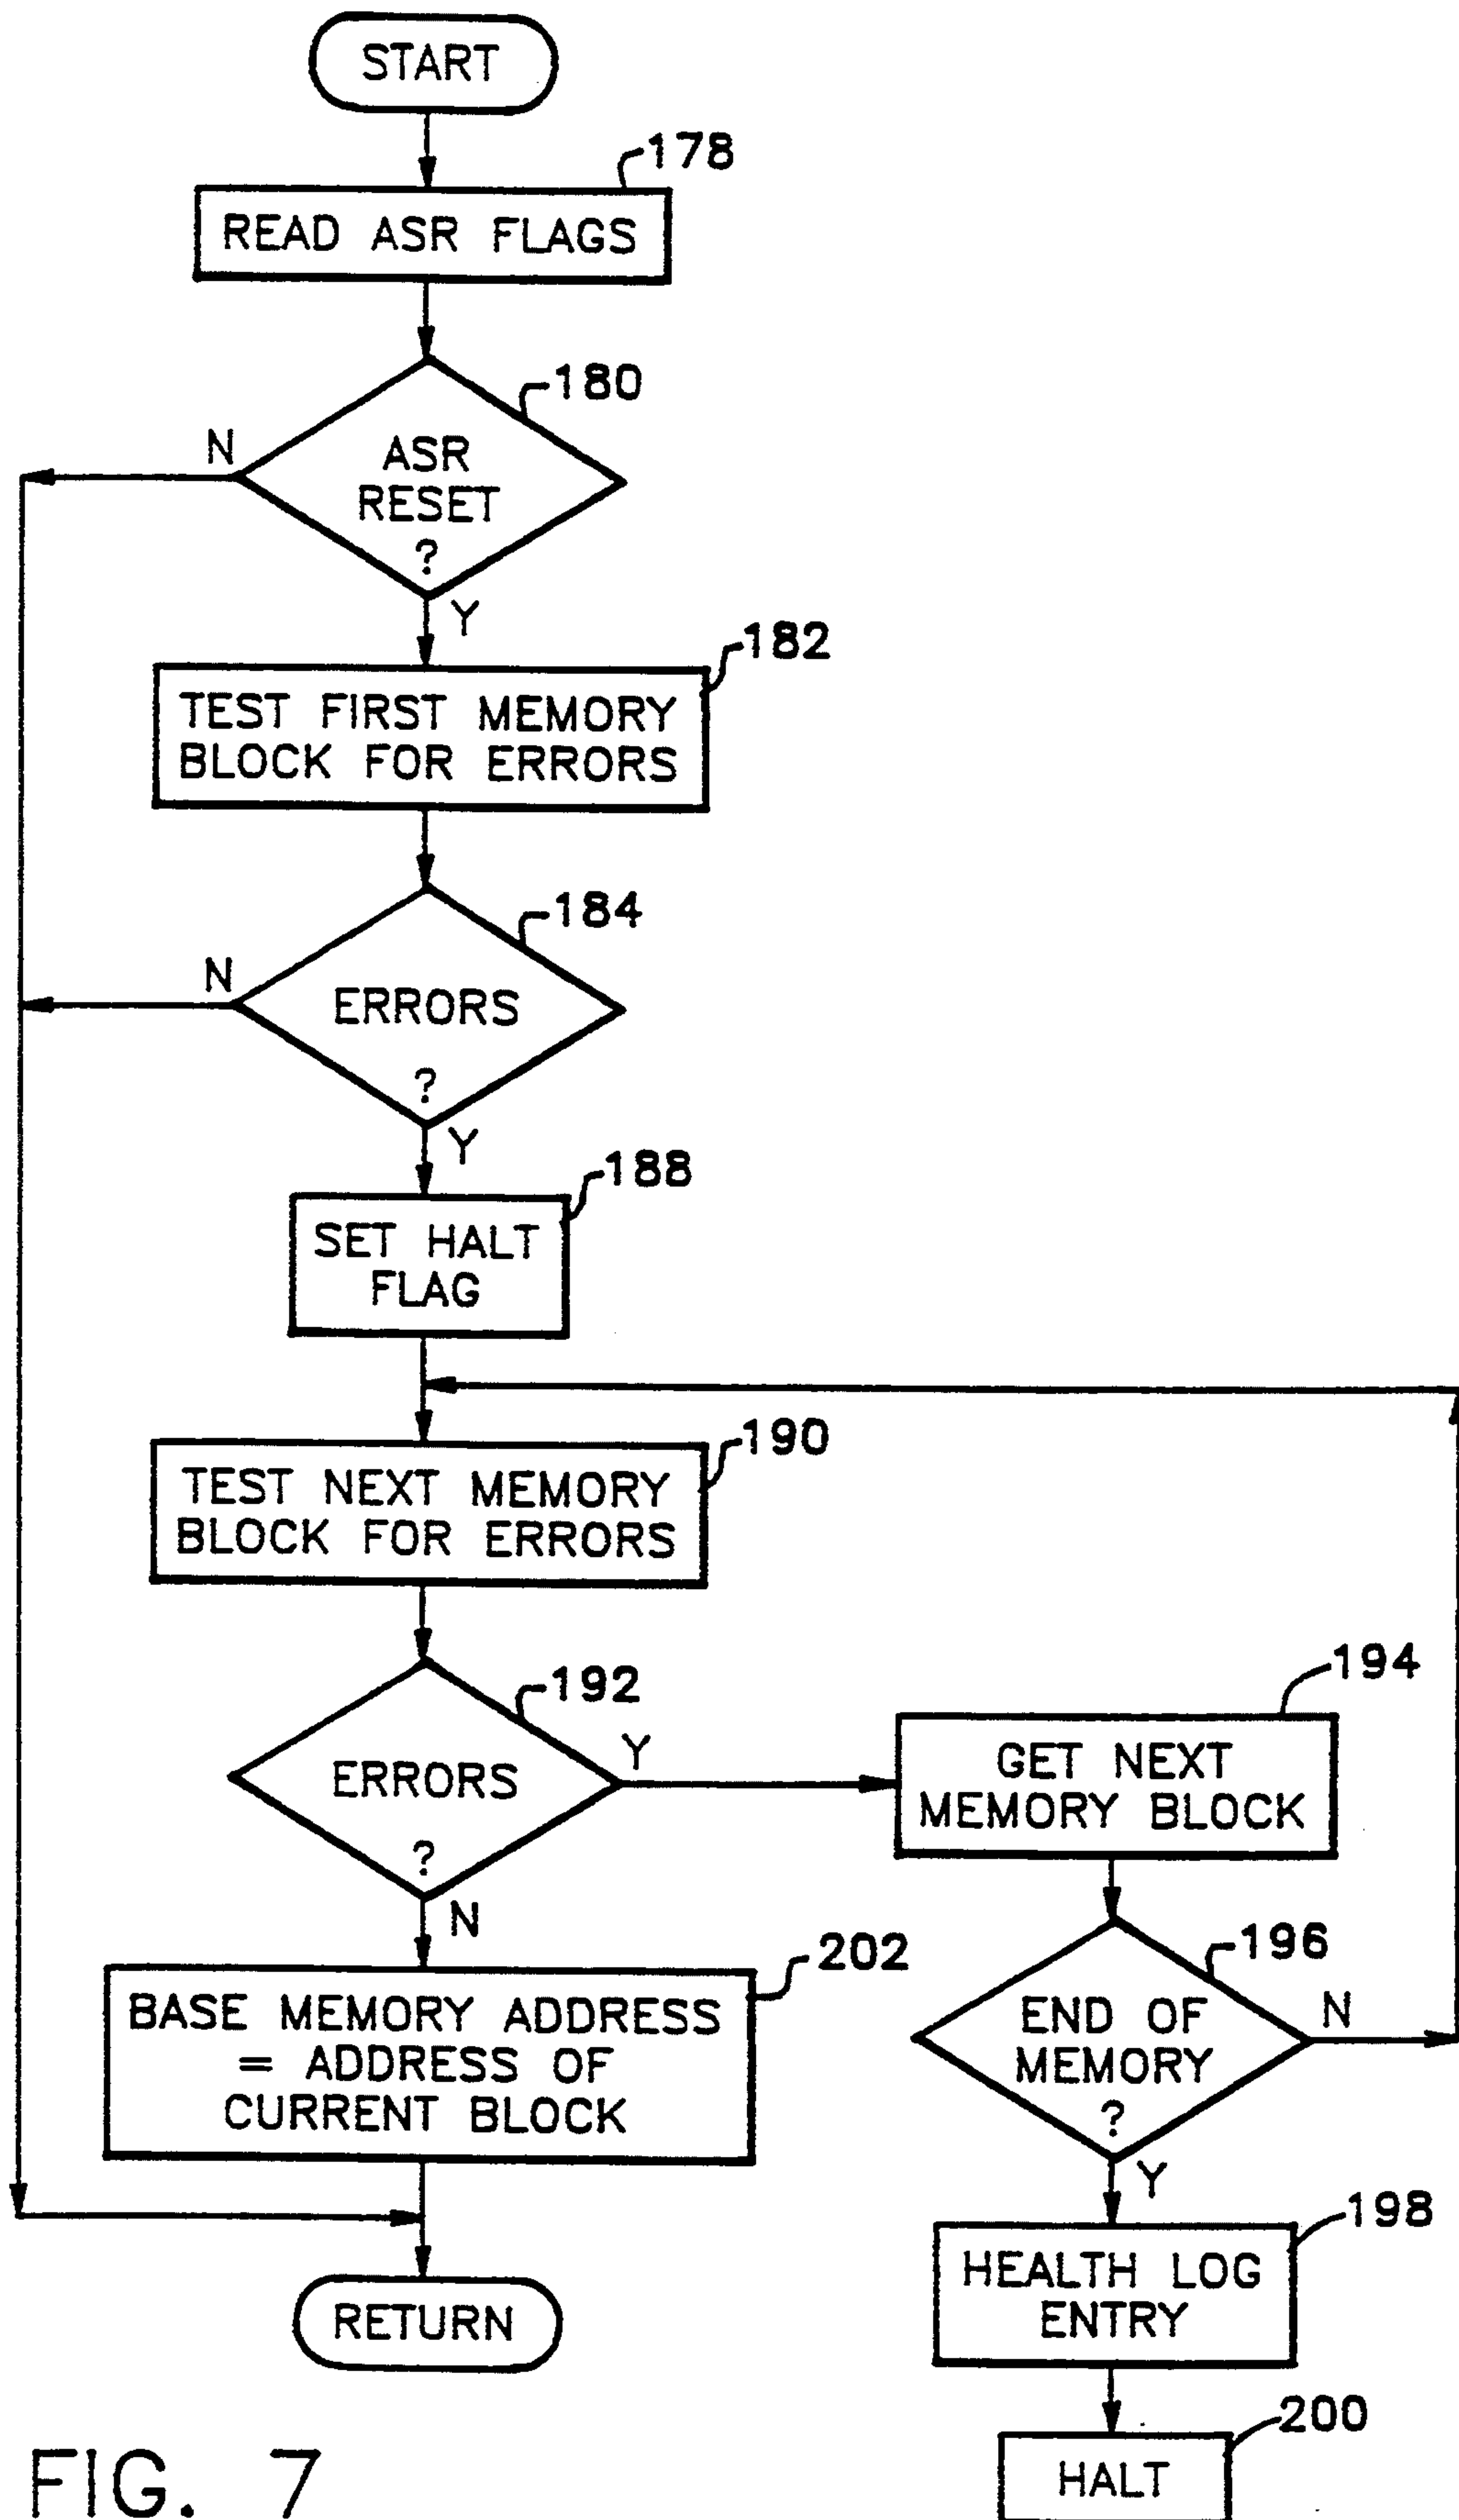 START
178
READ ASR FLAGS
180
N
ASR
RESET
?
Y
182
TEST FIRST MEMORY
BLOCK FOR ERRORS
184
N
ERRORS
?
Y
188
SET HALT
FLAG
190
TEST NEXT MEMORY
BLOCK FOR ERRORS
192
ERRORS
?
Y
N
194
GET NEXT
MEMORY BLOCK
196
END OF
MEMORY
?
N
Y
202
BASE MEMORY ADDRESS
= ADDRESS OF
CURRENT BLOCK
198
HEALTH LOG
ENTRY
RETURN
200
HALT
FIG. 7